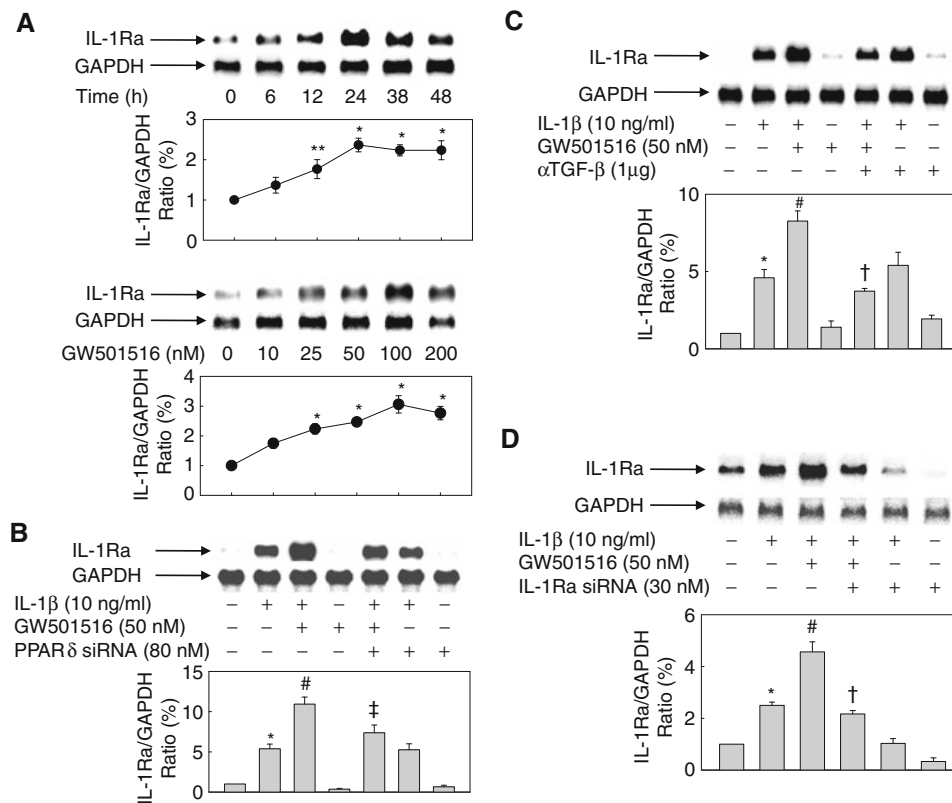 A
IL-1Ra
GAPDH
Time (h) 0 6 12 24 38 48
IL-1Ra/GAPDH
Ratio (%)
3
2
1
0
** * * *
IL-1Ra
GAPDH
GW501516 (nM) 0 10 25 50 100 200
IL-1Ra/GAPDH
Ratio (%)
4
3
2
1
0
* * * *
B
IL-1Ra
GAPDH
IL-1β (10 ng/ml) – + + – + + –
GW501516 (50 nM) – – + + + – –
PPARδ siRNA (80 nM) – – – – + + +
IL-1Ra/GAPDH
Ratio (%)
15
10
5
0
* # ‡
C
IL-1Ra
GAPDH
IL-1β (10 ng/ml) – + + – + + –
GW501516 (50 nM) – – + + + – –
αTGF-β (1μg) – – – – + + +
IL-1Ra/GAPDH
Ratio (%)
10
5
0
* # †
D
IL-1Ra
GAPDH
IL-1β (10 ng/ml) – + + + + –
GW501516 (50 nM) – – + + – –
IL-1Ra siRNA (30 nM) – – – + + +
IL-1Ra/GAPDH
Ratio (%)
6
4
2
0
* # †